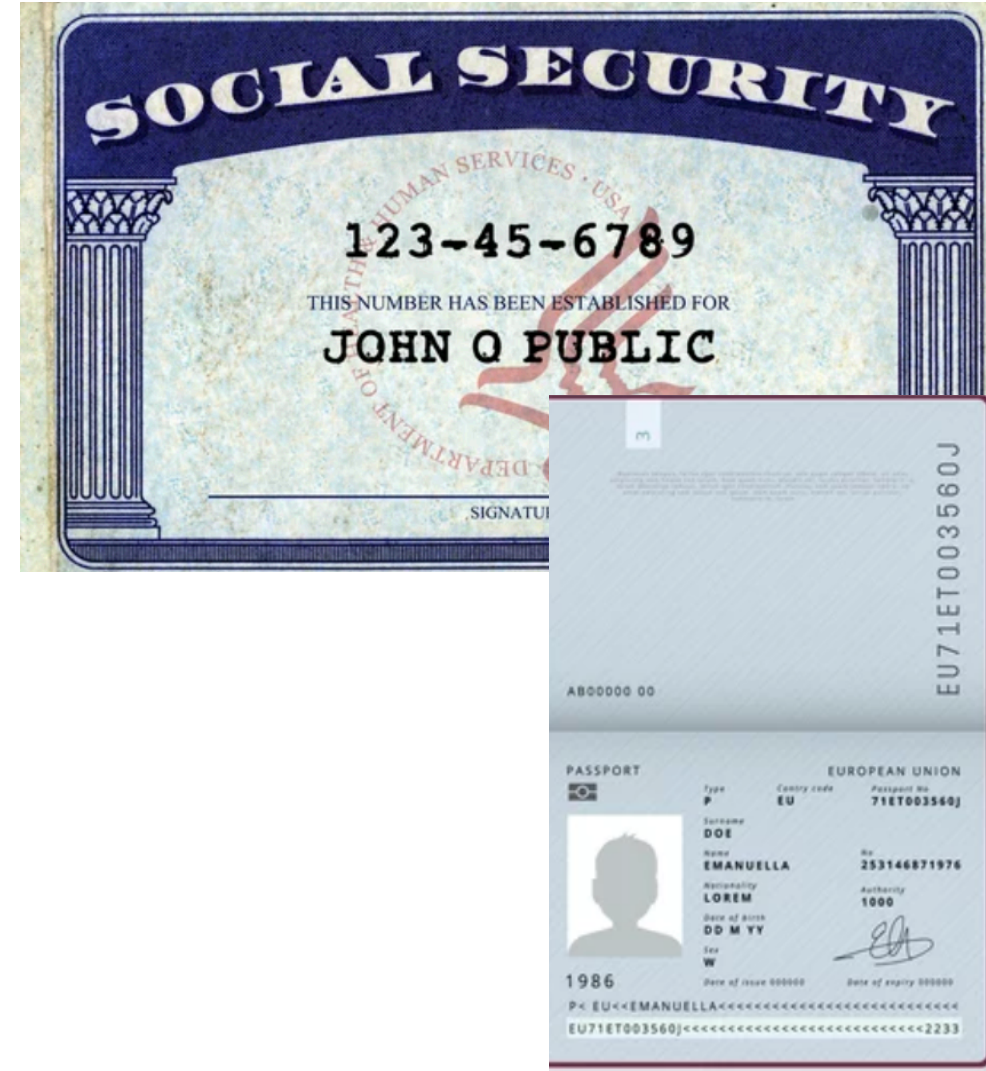 SOCIAL SECURITY
DEPARTMENT OF HEALTH & HUMAN SERVICES · USA
123-45-6789
THIS NUMBER HAS BEEN ESTABLISHED FOR
JOHN Q PUBLIC
SIGNATU
3
EU71ET003560J
AB00000 00
PASSPORT EUROPEAN UNION
Type Contry code Passport No
P EU 71ET003560J
Surname
DOE
Name No
EMANUELLA 253146871976
Nationality Authority
LOREM 1000
Date of birth
DD M YY
Sex
W
1986 Date of issue 000000 Date of expiry 000000
P< EU<<EMANUELLA<<<<<<<<<<<<<<<<<<<<<<<<<<<
EU71ET003560J<<<<<<<<<<<<<<<<<<<<<<<<<<<2233